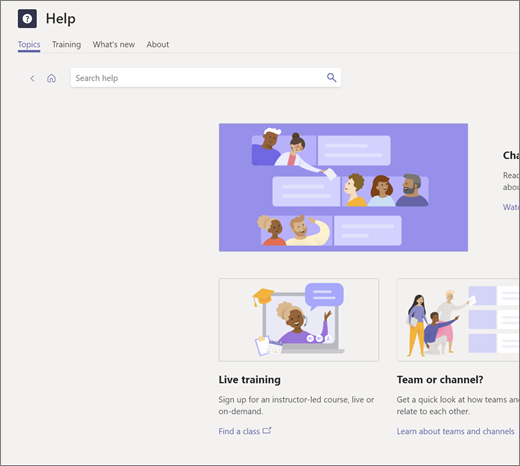 Help
Topics Training What's new About
Search help
Cha
Read
abou
Watc
Live training
Sign up for an instructor-led course, live or
on-demand.
Find a class
Team or channel?
Get a quick look at how teams and
relate to each other.
Learn about teams and channels